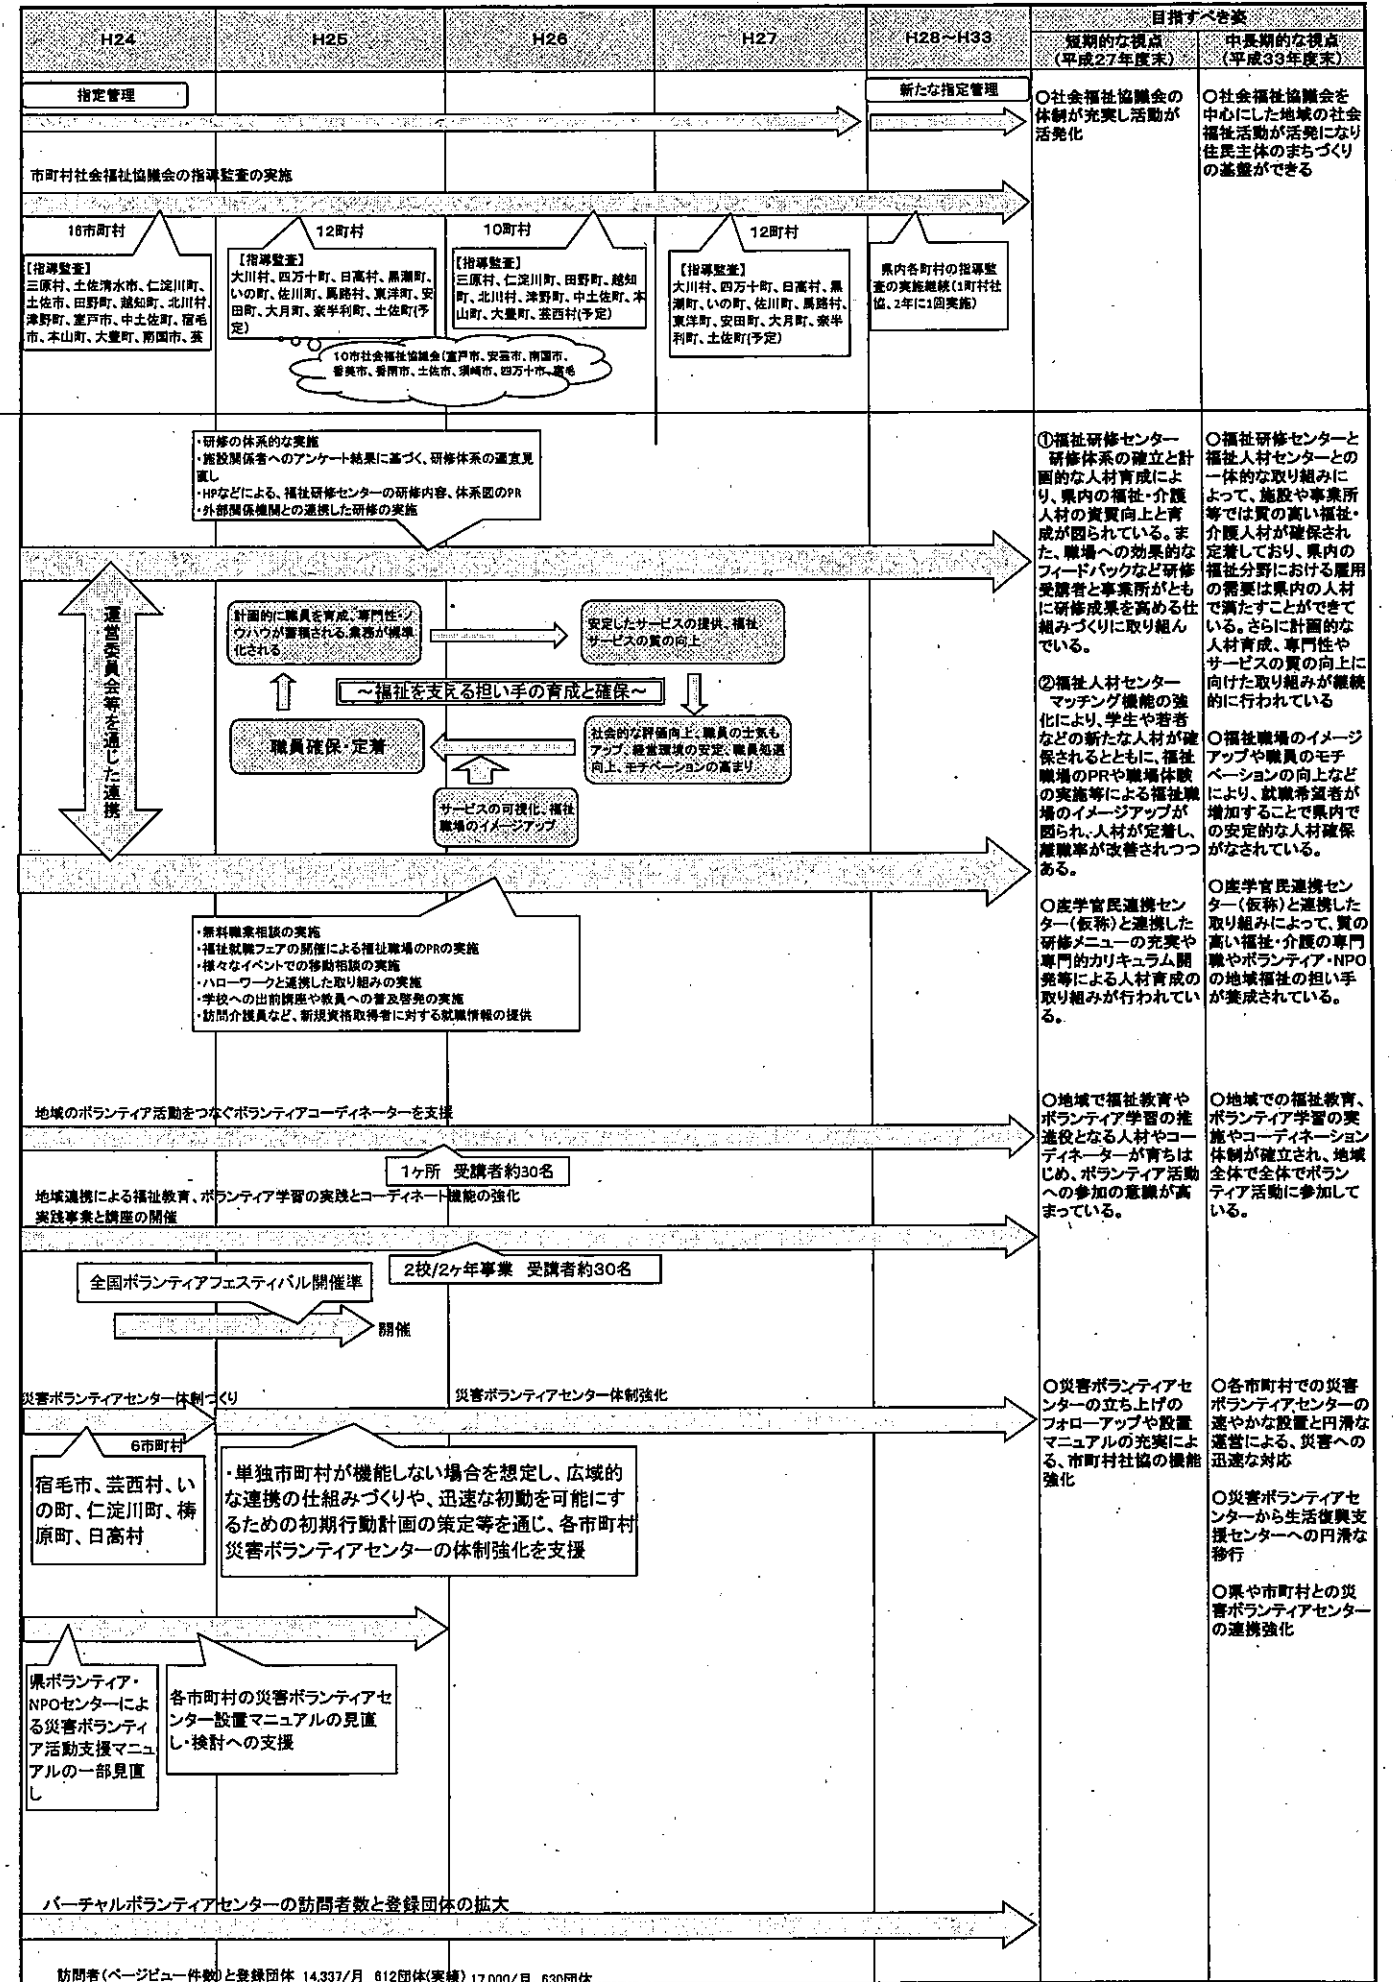 H24
H25
H26
H27
H28～H33
目指すべき姿
短期的な視点
(平成27年度末)
中長期的な視点
(平成33年度末)
指定管理
新たな指定管理
○社会福祉協議会の
体制が充実し活動が
活発化
○社会福祉協議会を
中心にした地域の社会
福祉活動が活発になり
住民主体のまちづくり
の基盤ができる
市町村社会福祉協議会の指導監査の実施
16市町村
【指導監査】
三原村、土佐清水市、仁淀川町、
土佐市、田野町、越知町、北川村、
津野町、室戸市、中土佐町、宿毛
市、本山町、大豊町、南国市、芸
12町村
【指導監査】
大川村、四万十町、日高村、黒潮町、
いの町、佐川町、馬路村、東洋町、安
田町、大月町、奈半利町、土佐町(予
定)
10町村
【指導監査】
三原村、仁淀川町、田野町、越知
町、北川村、津野町、中土佐町、本
山町、大豊町、芸西村(予定)
12町村
【指導監査】
大川村、四万十町、日高村、黒
潮町、いの町、佐川町、馬路村、
東洋町、安田町、大月町、奈半
利町、土佐町(予定)
県内各町村の指導監
査の実施継続(1町村社
協、2年に1回実施)
10市社会福祉協議会(室戸市、安芸市、南国市、
香美市、香南市、土佐市、須崎市、四万十市、宿毛
・研修の体系的な実施
・施設関係者へのアンケート結果に基づく、研修体系の適宜見
直し
・HPなどによる、福祉研修センターの研修内容、体系図のPR
・外部関係機関との連携した研修の実施
運営委員会等を通じた連携
計画的に職員を育成、専門性・ノ
ウハウが蓄積される、業務が標準
化される
安定したサービスの提供、福祉
サービスの質の向上
～福祉を支える担い手の育成と確保～
職員確保・定着
社会的な評価向上、職員の士気も
アップ、経営環境の安定、職員処遇
向上、モチベーションの高まり
サービスの可視化、福祉
職場のイメージアップ
・無料職業相談の実施
・福祉就職フェアの開催による福祉職場のPRの実施
・様々なイベントでの移動相談の実施
・ハローワークと連携した取り組みの実施
・学校への出前講座や教員への普及啓発の実施
・訪問介護員など、新規資格取得者に対する就職情報の提供
①福祉研修センター
研修体系の確立と計
画的な人材育成によ
り、県内の福祉・介護
人材の資質向上と育
成が図られている。ま
た、職場への効果的な
フィードバックなど研修
受講者と事業所がとも
に研修成果を高める仕
組みづくりに取り組ん
でいる。
②福祉人材センター
マッチング機能の強
化により、学生や若者
などの新たな人材が確
保されるとともに、福祉
職場のPRや職場体験
の実施等による福祉職
場のイメージアップが
図られ、人材が定着し、
離職率が改善されつつ
ある。
○産学官民連携セン
ター(仮称)と連携した
研修メニューの充実や
専門的カリキュラム開
発等による人材育成の
取り組みが行われてい
る。
○福祉研修センターと
福祉人材センターとの
一体的な取り組みに
よって、施設や事業所
等では質の高い福祉・
介護人材が確保され
定着しており、県内の
福祉分野における雇用
の需要は県内の人材
で満たすことができて
いる。さらに計画的な
人材育成、専門性や
サービスの質の向上に
向けた取り組みが継続
的に行われている
○福祉職場のイメージ
アップや職員のモチ
ベーションの向上など
により、就職希望者が
増加することで県内で
の安定的な人材確保
がなされている。
○産学官民連携セン
ター(仮称)と連携した
取り組みによって、質の
高い福祉・介護の専門
職やボランティア・NPO
の地域福祉の担い手
が養成されている。
地域のボランティア活動をつなぐボランティアコーディネーターを支援
1ヶ所 受講者約30名
地域連携による福祉教育、ボランティア学習の実践とコーディネート機能の強化
実践事業と講座の開催
2校/2ヶ年事業 受講者約30名
全国ボランティアフェスティバル開催準
開催
○地域で福祉教育や
ボランティア学習の推
進役となる人材やコー
ディネーターが育ちは
じめ、ボランティア活動
への参加の意識が高
まっている。
○地域での福祉教育、
ボランティア学習の実
施やコーディネーション
体制が確立され、地域
全体で全体でボラン
ティア活動に参加して
いる。
災害ボランティアセンター体制づくり
災害ボランティアセンター体制強化
6市町村
宿毛市、芸西村、い
の町、仁淀川町、梼
原町、日高村
・単独市町村が機能しない場合を想定し、広域的
な連携の仕組みづくりや、迅速な初動を可能にす
るための初期行動計画の策定等を通じ、各市町村
災害ボランティアセンターの体制強化を支援
○災害ボランティアセ
ンターの立ち上げの
フォローアップや設置
マニュアルの充実によ
る、市町村社協の機能
強化
○各市町村での災害
ボランティアセンターの
速やかな設置と円滑な
運営による、災害への
迅速な対応
○災害ボランティアセ
ンターから生活復興支
援センターへの円滑な
移行
○県や市町村との災
害ボランティアセンター
の連携強化
県ボランティア・
NPOセンターによ
る災害ボランティ
ア活動支援マニュ
アルの一部見直
し
各市町村の災害ボランティアセ
ンター設置マニュアルの見直
し・検討への支援
バーチャルボランティアセンターの訪問者数と登録団体の拡大
訪問者(ページビュー件数)と登録団体 14,337/月 612団体(実績) 17,000/月 630団体